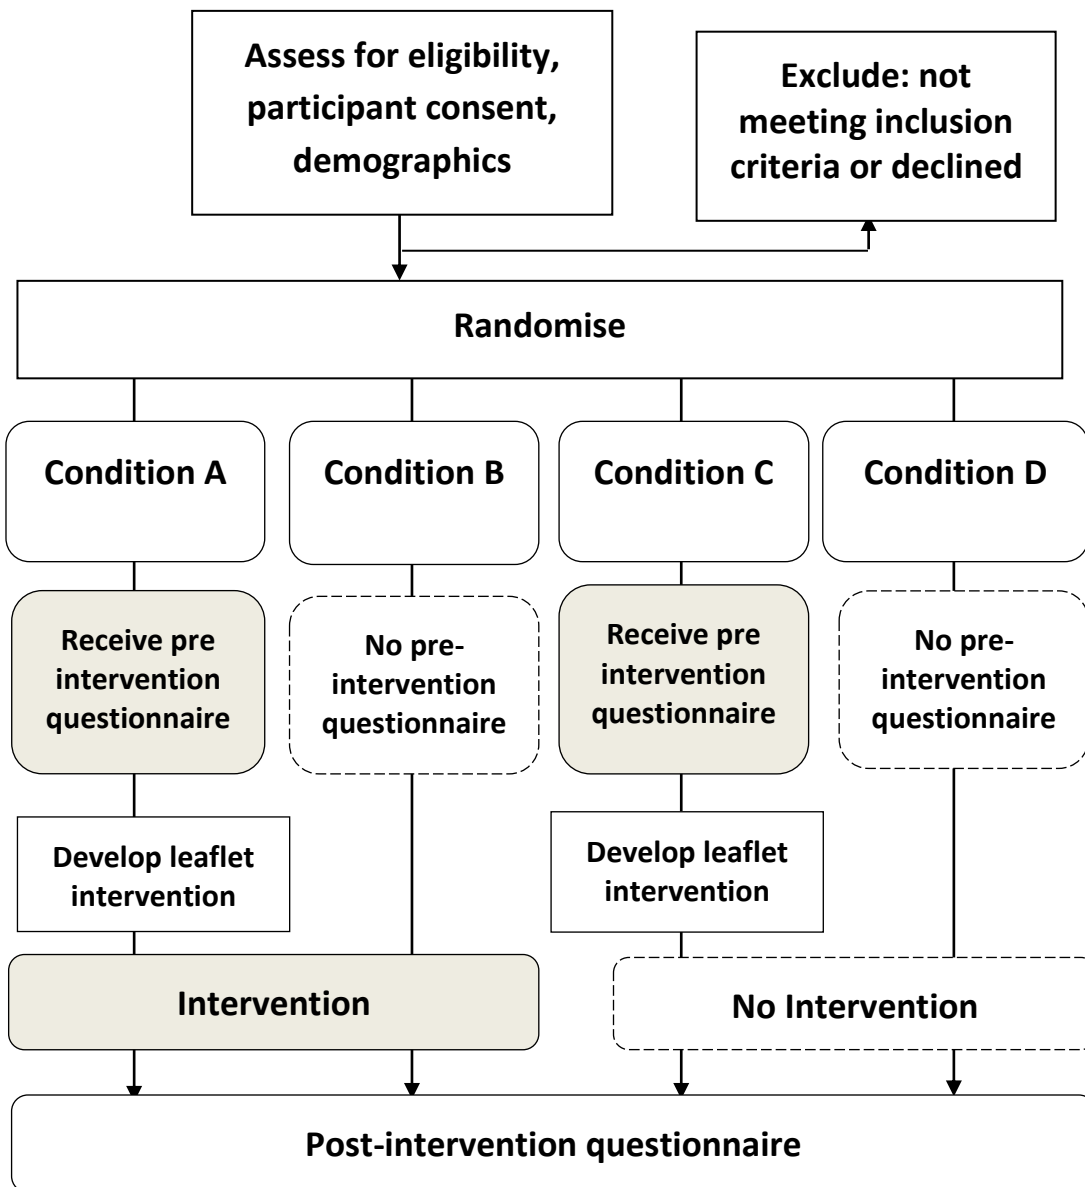 Assess for eligibility,
participant consent,
demographics
Exclude: not
meeting inclusion
criteria or declined
Randomise
Condition A
Condition B
Condition C
Condition D
Receive pre
intervention
questionnaire
No pre-
intervention
questionnaire
Receive pre
intervention
questionnaire
No pre-
intervention
questionnaire
Develop leaflet
intervention
Develop leaflet
intervention
Intervention
No Intervention
Post-intervention questionnaire